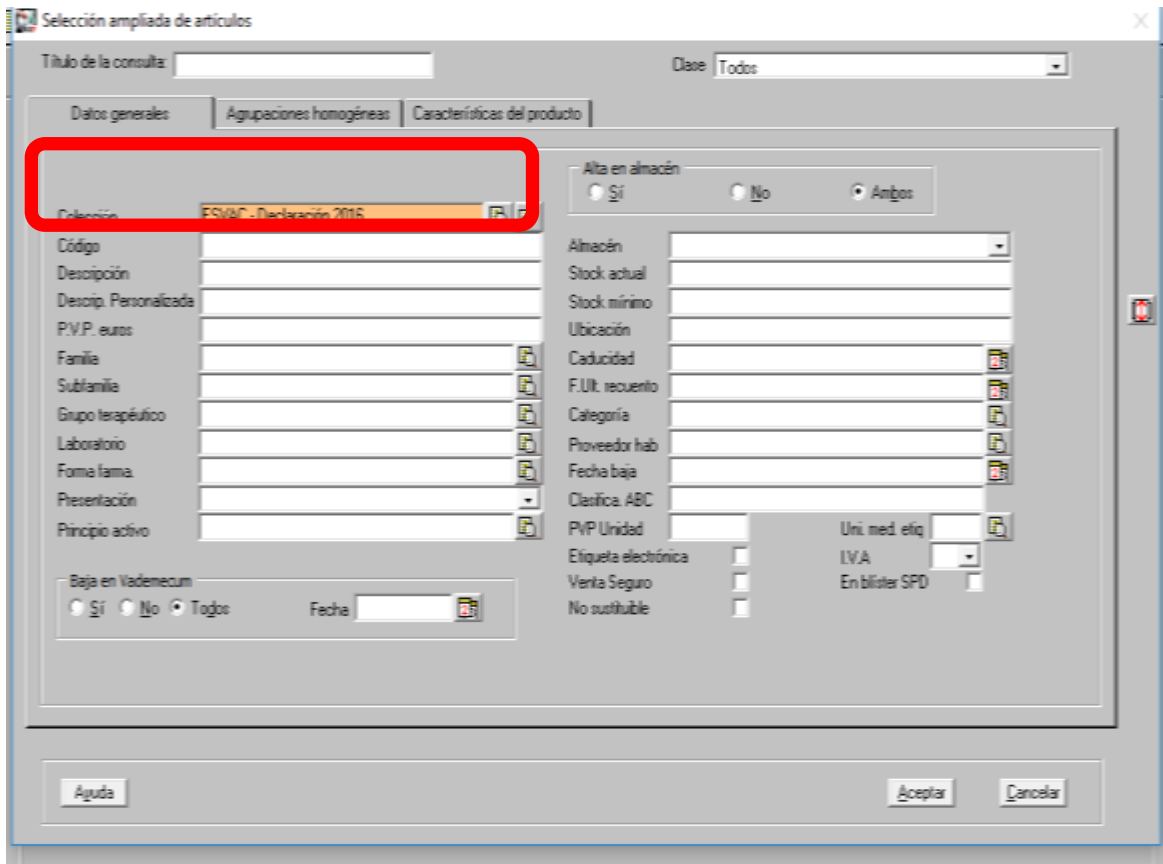 Selección ampliada de artículos
Título de la consulta:
Clase Todos
Datos generales Agrupaciones homogéneas Características del producto
Alta en almacén
Sí No Ambos
Colección ESVAC - Declaración 2016
Código
Descripción
Descrip. Personalizada
P.V.P. euros
Familia
Subfamilia
Grupo terapéutico
Laboratorio
Forma farma.
Presentación
Principio activo
Baja en Vademecum
Sí No Todos Fecha
Almacén
Stock actual
Stock mínimo
Ubicación
Caducidad
F.Ult. recuento
Categoría
Proveedor hab
Fecha baja
Clasifica. ABC
PVP Unidad Uni. med. etiq
Etiqueta electrónica I.V.A
Venta Seguro En blíster SPD
No sustituible
Ayuda Aceptar Cancelar